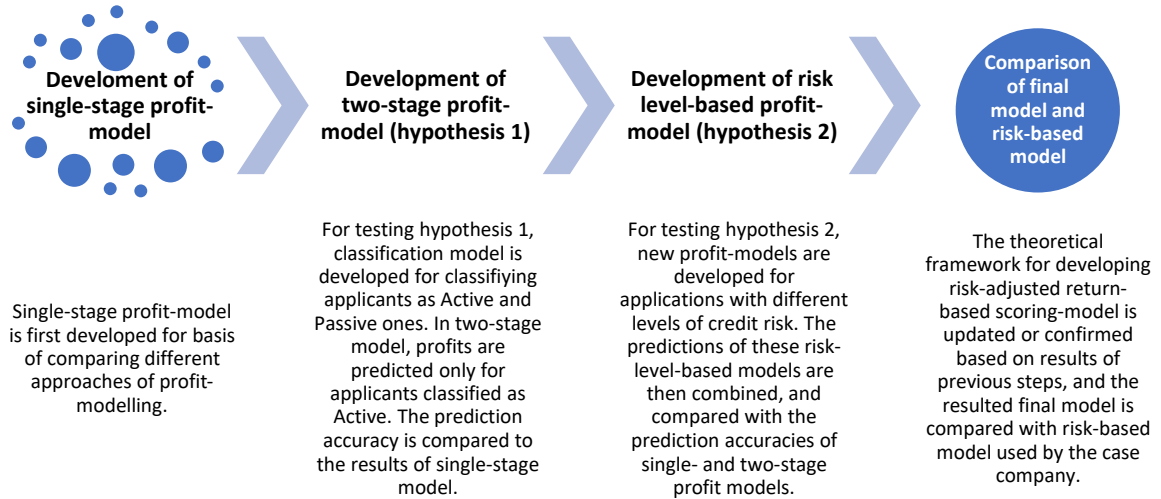 Develoment of
single-stage profit-
model
Development of
two-stage profit-
model (hypothesis 1)
Development of risk
level-based profit-
model (hypothesis 2)
Comparison
of final
model and
risk-based
model
Single-stage profit-model
is first developed for basis
of comparing different
approaches of profit-
modelling.
For testing hypothesis 1,
classification model is
developed for classifiying
applicants as Active and
Passive ones. In two-stage
model, profits are
predicted only for
applicants classified as
Active. The prediction
accuracy is compared to
the results of single-stage
model.
For testing hypothesis 2,
new profit-models are
developed for
applications with different
levels of credit risk. The
predictions of these risk-
level-based models are
then combined, and
compared with the
prediction accuracies of
single- and two-stage
profit models.
The theoretical
framework for developing
risk-adjusted return-
based scoring-model is
updated or confirmed
based on results of
previous steps, and the
resulted final model is
compared with risk-based
model used by the case
company.